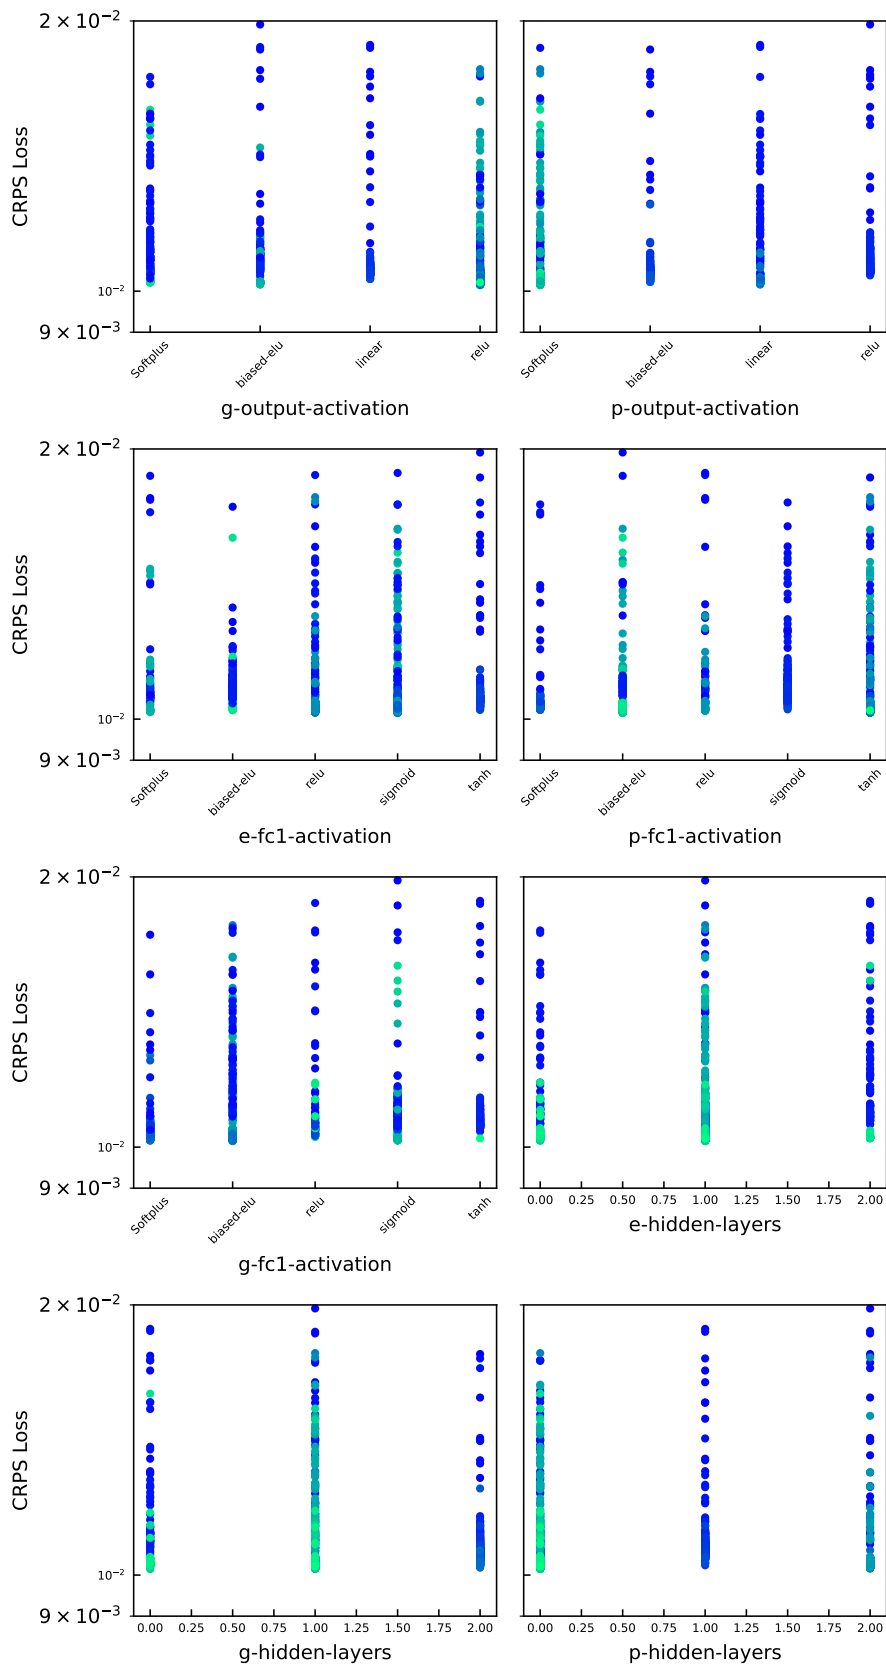 2 × 10⁻²
CRPS Loss
10⁻²
9 × 10⁻³
Softplus
biased-elu
linear
relu
g-output-activation
Softplus
biased-elu
linear
relu
p-output-activation
2 × 10⁻²
CRPS Loss
10⁻²
9 × 10⁻³
Softplus
biased-elu
relu
sigmoid
tanh
e-fc1-activation
Softplus
biased-elu
relu
sigmoid
tanh
p-fc1-activation
2 × 10⁻²
CRPS Loss
10⁻²
9 × 10⁻³
Softplus
biased-elu
relu
sigmoid
tanh
g-fc1-activation
0.00 0.25 0.50 0.75 1.00 1.25 1.50 1.75 2.00
e-hidden-layers
2 × 10⁻²
CRPS Loss
10⁻²
9 × 10⁻³
0.00 0.25 0.50 0.75 1.00 1.25 1.50 1.75 2.00
g-hidden-layers
0.00 0.25 0.50 0.75 1.00 1.25 1.50 1.75 2.00
p-hidden-layers